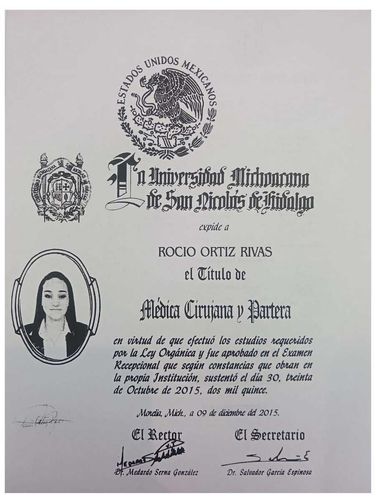 ESTADOS UNIDOS MEXICANOS
La Universidad Michoacana
de San Nicolás de Hidalgo
expide a
ROCIO ORTIZ RIVAS
el Título de
Médica Cirujana y Partera
en virtud de que efectuó los estudios requeridos
por la Ley Orgánica y fue aprobado en el Examen
Recepcional que según constancias que obran en
la propia Institución, sustentó el día 30, treinta
de Octubre de 2015, dos mil quince.
Morelia, Mich., a 09 de diciembre del 2015.
El Rector El Secretario
Dr. Medardo Serna González Dr. Salvador García Espinosa